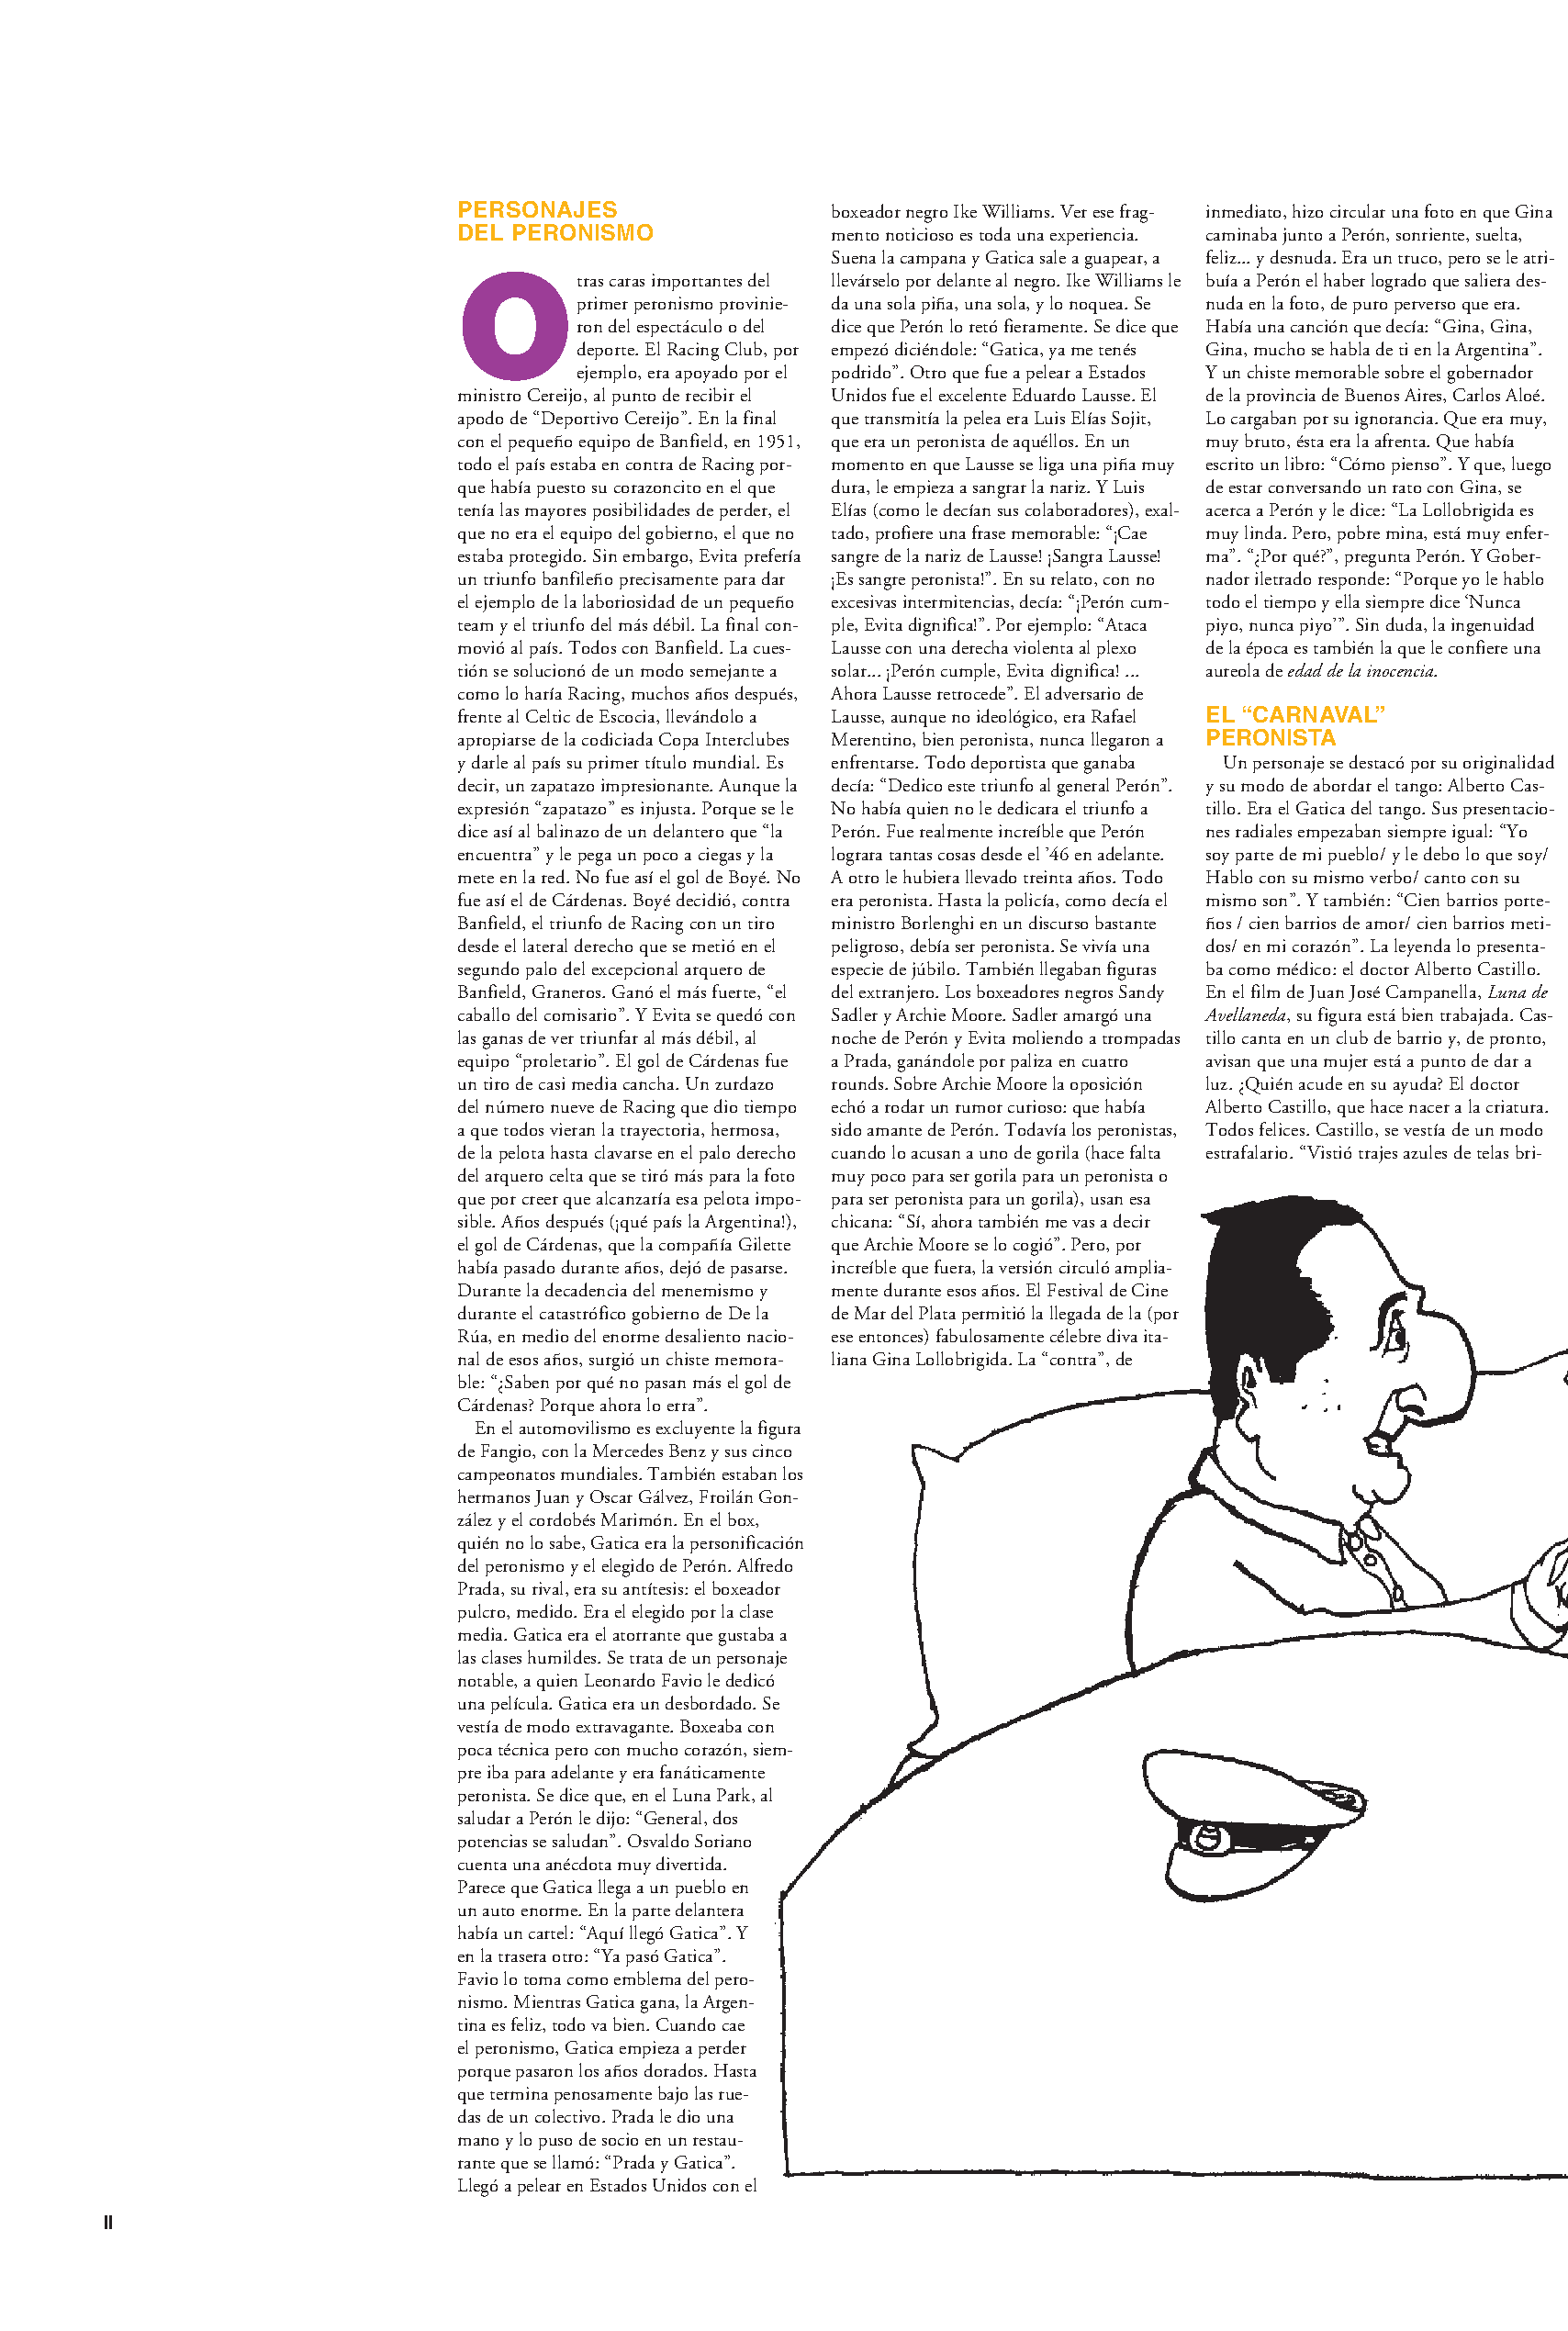 PERSONAJES
DEL PERONISMO
Otras caras importantes del
primer peronismo provinie-
ron del espectáculo o del
deporte. El Racing Club, por
ejemplo, era apoyado por el
ministro Cereijo, al punto de recibir el
apodo de “Deportivo Cereijo”. En la final
con el pequeño equipo de Banfield, en 1951,
todo el país estaba en contra de Racing por-
que había puesto su corazoncito en el que
tenía las mayores posibilidades de perder, el
que no era el equipo del gobierno, el que no
estaba protegido. Sin embargo, Evita prefería
un triunfo banfileño precisamente para dar
el ejemplo de la laboriosidad de un pequeño
team y el triunfo del más débil. La final con-
movió al país. Todos con Banfield. La cues-
tión se solucionó de un modo semejante a
como lo haría Racing, muchos años después,
frente al Celtic de Escocia, llevándolo a
apropiarse de la codiciada Copa Interclubes
y darle al país su primer título mundial. Es
decir, un zapatazo impresionante. Aunque la
expresión “zapatazo” es injusta. Porque se le
dice así al balinazo de un delantero que “la
encuentra” y le pega un poco a ciegas y la
mete en la red. No fue así el gol de Boyé. No
fue así el de Cárdenas. Boyé decidió, contra
Banfield, el triunfo de Racing con un tiro
desde el lateral derecho que se metió en el
segundo palo del excepcional arquero de
Banfield, Graneros. Ganó el más fuerte, “el
caballo del comisario”. Y Evita se quedó con
las ganas de ver triunfar al más débil, al
equipo “proletario”. El gol de Cárdenas fue
un tiro de casi media cancha. Un zurdazo
del número nueve de Racing que dio tiempo
a que todos vieran la trayectoria, hermosa,
de la pelota hasta clavarse en el palo derecho
del arquero celta que se tiró más para la foto
que por creer que alcanzaría esa pelota impo-
sible. Años después (¡qué país la Argentina!),
el gol de Cárdenas, que la compañía Gilette
había pasado durante años, dejó de pasarse.
Durante la decadencia del menemismo y
durante el catastrófico gobierno de De la
Rúa, en medio del enorme desaliento nacio-
nal de esos años, surgió un chiste memora-
ble: “¿Saben por qué no pasan más el gol de
Cárdenas? Porque ahora lo erra”.
En el automovilismo es excluyente la figura
de Fangio, con la Mercedes Benz y sus cinco
campeonatos mundiales. También estaban los
hermanos Juan y Oscar Gálvez, Froilán Gon-
zález y el cordobés Marimón. En el box,
quién no lo sabe, Gatica era la personificación
del peronismo y el elegido de Perón. Alfredo
Prada, su rival, era su antítesis: el boxeador
pulcro, medido. Era el elegido por la clase
media. Gatica era el atorrante que gustaba a
las clases humildes. Se trata de un personaje
notable, a quien Leonardo Favio le dedicó
una película. Gatica era un desbordado. Se
vestía de modo extravagante. Boxeaba con
poca técnica pero con mucho corazón, siem-
pre iba para adelante y era fanáticamente
peronista. Se dice que, en el Luna Park, al
saludar a Perón le dijo: “General, dos
potencias se saludan”. Osvaldo Soriano
cuenta una anécdota muy divertida.
Parece que Gatica llega a un pueblo en
un auto enorme. En la parte delantera
había un cartel: “Aquí llegó Gatica”. Y
en la trasera otro: “Ya pasó Gatica”.
Favio lo toma como emblema del pero-
nismo. Mientras Gatica gana, la Argen-
tina es feliz, todo va bien. Cuando cae
el peronismo, Gatica empieza a perder
porque pasaron los años dorados. Hasta
que termina penosamente bajo las rue-
das de un colectivo. Prada le dio una
mano y lo puso de socio en un restau-
rante que se llamó: “Prada y Gatica”.
Llegó a pelear en Estados Unidos con el
boxeador negro Ike Williams. Ver ese frag-
mento noticioso es toda una experiencia.
Suena la campana y Gatica sale a guapear, a
llevárselo por delante al negro. Ike Williams le
da una sola piña, una sola, y lo noquea. Se
dice que Perón lo retó fieramente. Se dice que
empezó diciéndole: “Gatica, ya me tenés
podrido”. Otro que fue a pelear a Estados
Unidos fue el excelente Eduardo Lausse. El
que transmitía la pelea era Luis Elías Sojit,
que era un peronista de aquéllos. En un
momento en que Lausse se liga una piña muy
dura, le empieza a sangrar la nariz. Y Luis
Elías (como le decían sus colaboradores), exal-
tado, profiere una frase memorable: “¡Cae
sangre de la nariz de Lausse! ¡Sangra Lausse!
¡Es sangre peronista!”. En su relato, con no
excesivas intermitencias, decía: “¡Perón cum-
ple, Evita dignifica!”. Por ejemplo: “Ataca
Lausse con una derecha violenta al plexo
solar... ¡Perón cumple, Evita dignifica! ...
Ahora Lausse retrocede”. El adversario de
Lausse, aunque no ideológico, era Rafael
Merentino, bien peronista, nunca llegaron a
enfrentarse. Todo deportista que ganaba
decía: “Dedico este triunfo al general Perón”.
No había quien no le dedicara el triunfo a
Perón. Fue realmente increíble que Perón
lograra tantas cosas desde el ’46 en adelante.
A otro le hubiera llevado treinta años. Todo
era peronista. Hasta la policía, como decía el
ministro Borlenghi en un discurso bastante
peligroso, debía ser peronista. Se vivía una
especie de júbilo. También llegaban figuras
del extranjero. Los boxeadores negros Sandy
Sadler y Archie Moore. Sadler amargó una
noche de Perón y Evita moliendo a trompadas
a Prada, ganándole por paliza en cuatro
rounds. Sobre Archie Moore la oposición
echó a rodar un rumor curioso: que había
sido amante de Perón. Todavía los peronistas,
cuando lo acusan a uno de gorila (hace falta
muy poco para ser gorila para un peronista o
para ser peronista para un gorila), usan esa
chicana: “Sí, ahora también me vas a decir
que Archie Moore se lo cogió”. Pero, por
increíble que fuera, la versión circuló amplia-
mente durante esos años. El Festival de Cine
de Mar del Plata permitió la llegada de la (por
ese entonces) fabulosamente célebre diva ita-
liana Gina Lollobrigida. La “contra”, de
inmediato, hizo circular una foto en que Gina
caminaba junto a Perón, sonriente, suelta,
feliz... y desnuda. Era un truco, pero se le atri-
buía a Perón el haber logrado que saliera des-
nuda en la foto, de puro perverso que era.
Había una canción que decía: “Gina, Gina,
Gina, mucho se habla de ti en la Argentina”.
Y un chiste memorable sobre el gobernador
de la provincia de Buenos Aires, Carlos Aloé.
Lo cargaban por su ignorancia. Que era muy,
muy bruto, ésta era la afrenta. Que había
escrito un libro: “Cómo pienso”. Y que, luego
de estar conversando un rato con Gina, se
acerca a Perón y le dice: “La Lollobrigida es
muy linda. Pero, pobre mina, está muy enfer-
ma”. “¿Por qué?”, pregunta Perón. Y Gober-
nador iletrado responde: “Porque yo le hablo
todo el tiempo y ella siempre dice ‘Nunca
piyo, nunca piyo’”. Sin duda, la ingenuidad
de la época es también la que le confiere una
aureola de edad de la inocencia.
EL “CARNAVAL”
PERONISTA
Un personaje se destacó por su originalidad
y su modo de abordar el tango: Alberto Cas-
tillo. Era el Gatica del tango. Sus presentacio-
nes radiales empezaban siempre igual: “Yo
soy parte de mi pueblo/ y le debo lo que soy/
Hablo con su mismo verbo/ canto con su
mismo son”. Y también: “Cien barrios porte-
ños / cien barrios de amor/ cien barrios meti-
dos/ en mi corazón”. La leyenda lo presenta-
ba como médico: el doctor Alberto Castillo.
En el film de Juan José Campanella, Luna de
Avellaneda, su figura está bien trabajada. Cas-
tillo canta en un club de barrio y, de pronto,
avisan que una mujer está a punto de dar a
luz. ¿Quién acude en su ayuda? El doctor
Alberto Castillo, que hace nacer a la criatura.
Todos felices. Castillo, se vestía de un modo
estrafalario. “Vistió trajes azules de telas bri-
II